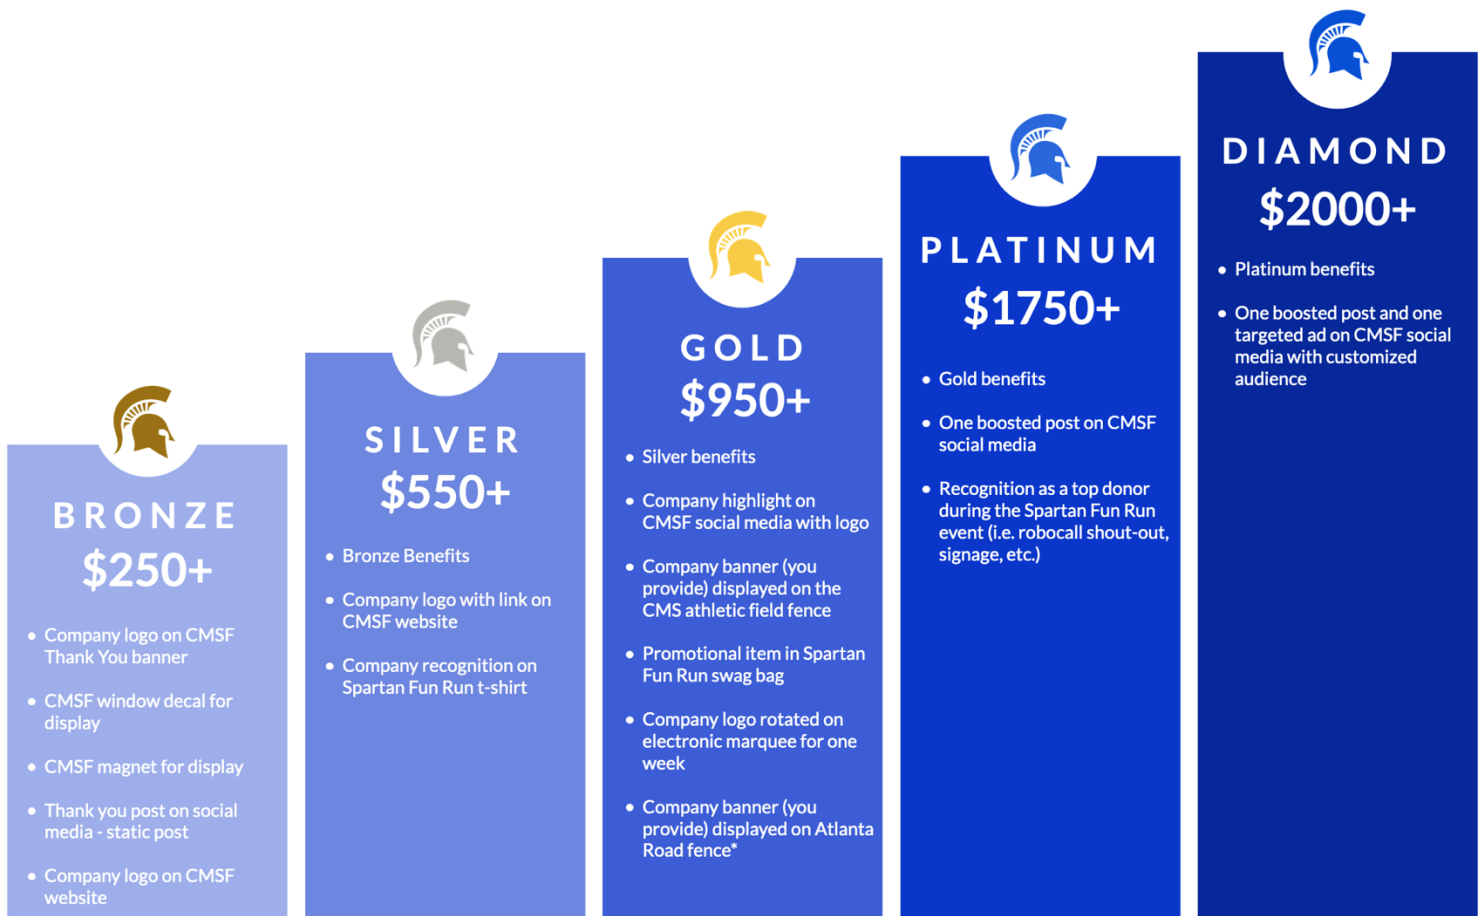 BRONZE
$250+
• Company logo on CMSF
Thank You banner
• CMSF window decal for
display
• CMSF magnet for display
• Thank you post on social
media - static post
• Company logo on CMSF
website
SILVER
$550+
• Bronze Benefits
• Company logo with link on
CMSF website
• Company recognition on
Spartan Fun Run t-shirt
GOLD
$950+
• Silver benefits
• Company highlight on
CMSF social media with logo
• Company banner (you
provide) displayed on the
CMS athletic field fence
• Promotional item in Spartan
Fun Run swag bag
• Company logo rotated on
electronic marquee for one
week
• Company banner (you
provide) displayed on Atlanta
Road fence*
PLATINUM
$1750+
• Gold benefits
• One boosted post on CMSF
social media
• Recognition as a top donor
during the Spartan Fun Run
event (i.e. robocall shout-out,
signage, etc.)
DIAMOND
$2000+
• Platinum benefits
• One boosted post and one
targeted ad on CMSF social
media with customized
audience